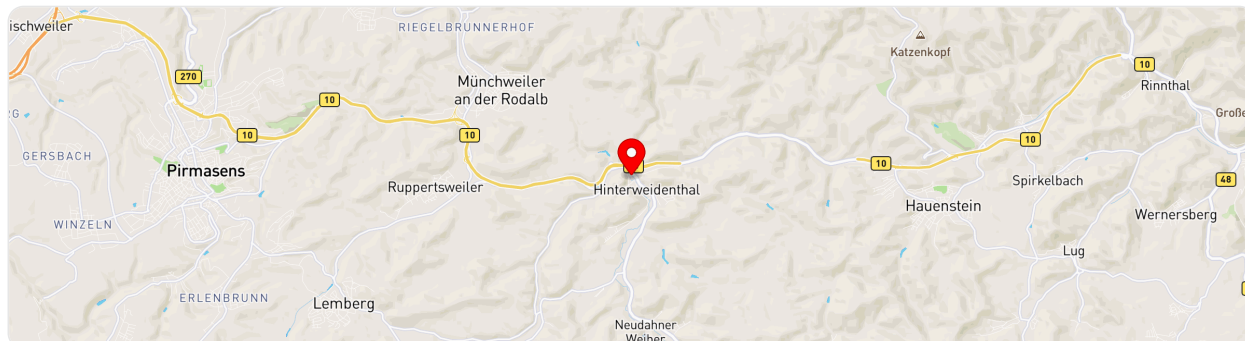 ischweiler
RIEGELBRUNNERHOF
Katzenkopf
10
Rinnthal
270
Münchweiler
an der Rodalb
10
Große
10
10
10
GERSBACH
Pirmasens
10
Spirkelbach
48
Ruppertsweiler
Hinterweidenthal
Hauenstein
Wernersberg
WINZELN
Lug
ERLENBRUNN
Lemberg
Neudahner
Weiher